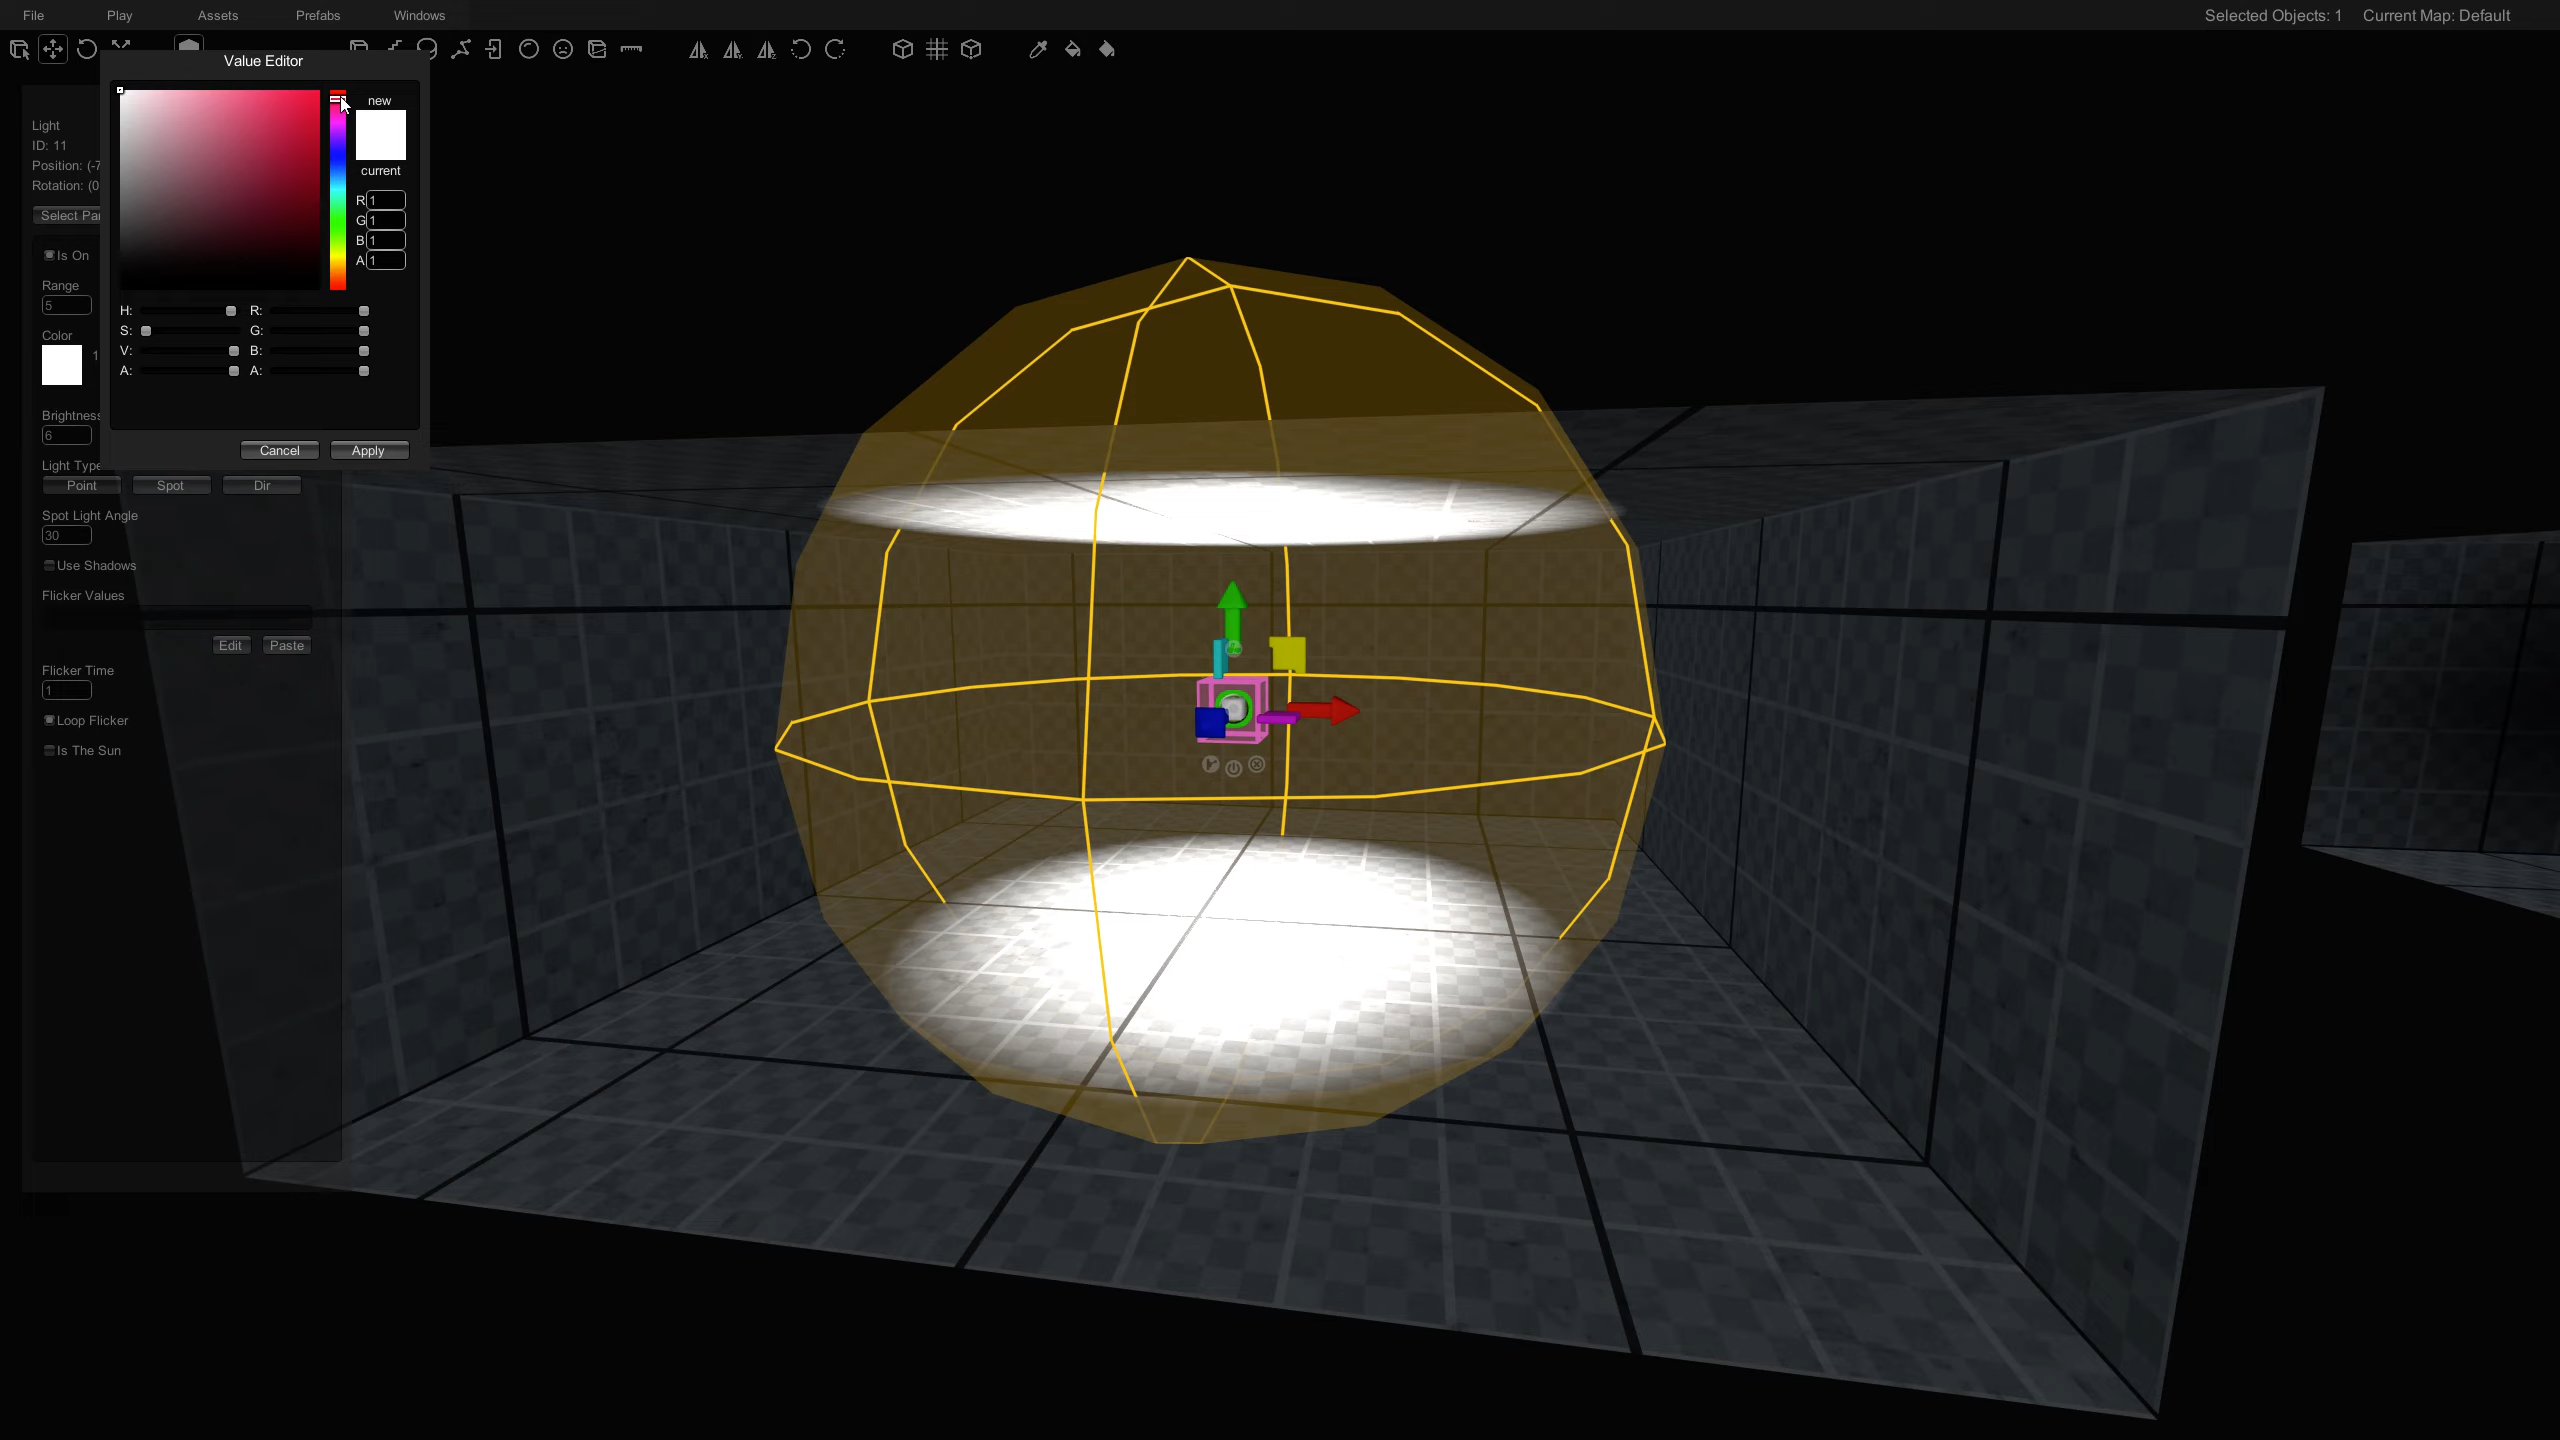 File Play Assets Prefabs Windows Selected Objects: 1 Current Map: Default
Value Editor
new
current
R 1
G 1
B 1
A 1
H: R:
S: G:
V: B:
A: A:
Cancel Apply
Light
ID: 11
Position: (-7
Rotation: (0
Select Pa
Is On
Range
5
Color
1
Brightness
6
Light Type
Point Spot Dir
Spot Light Angle
30
Use Shadows
Flicker Values
Edit Paste
Flicker Time
1
Loop Flicker
Is The Sun